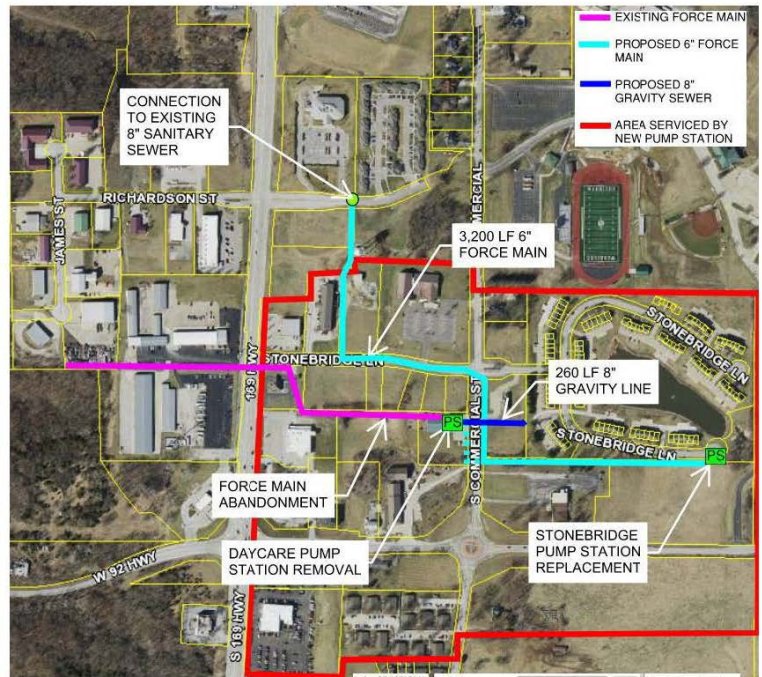 EXISTING FORCE MAIN
PROPOSED 6" FORCE
MAIN
PROPOSED 8"
GRAVITY SEWER
AREA SERVICED BY
NEW PUMP STATION
CONNECTION
TO EXISTING
8" SANITARY
SEWER
RICHARDSON ST
JAMES ST
MERCIAL
3,200 LF 6"
FORCE MAIN
STONEBRIDGE LN
STONEBRIDGE LN
169 HWY
260 LF 8"
GRAVITY LINE
PS
S COMMERCIAL ST
STONEBRIDGE LN
PS
FORCE MAIN
ABANDONMENT
DAYCARE PUMP
STATION REMOVAL
STONEBRIDGE
PUMP STATION
REPLACEMENT
W 92 HWY
S 169 HWY